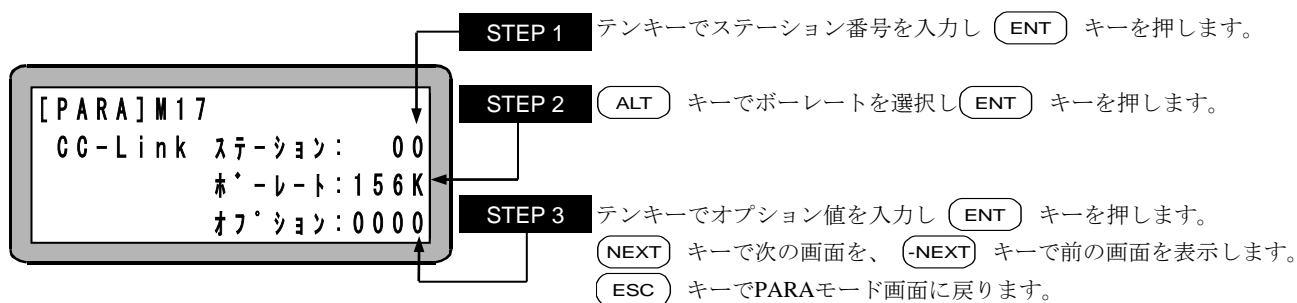 STEP 1 テンキーでステーション番号を入力し ENT キーを押します。
[PARA]M17
CC-Link ステーション: 00
ボーレート:156K
オプション:0000
STEP 2 ALT キーでボーレートを選択し ENT キーを押します。
STEP 3 テンキーでオプション値を入力し ENT キーを押します。
NEXT キーで次の画面を、 -NEXT キーで前の画面を表示します。
ESC キーでPARAモード画面に戻ります。